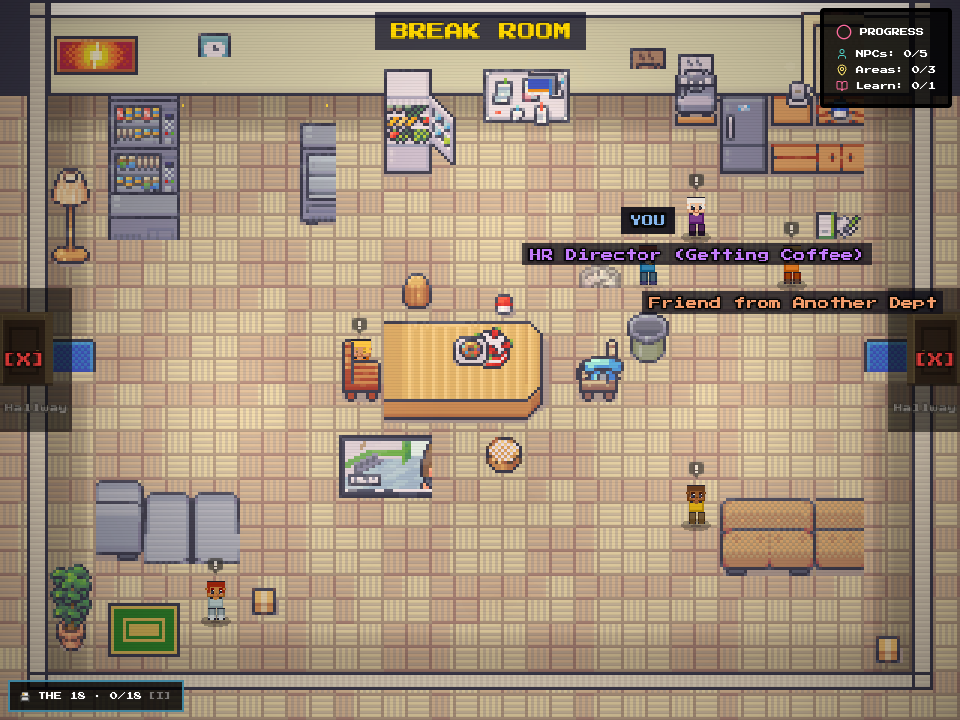 BREAK ROOM
PROGRESS
NPCs: 0/5
Areas: 0/3
Learn: 0/1
!
YOU
!
HR Director (Getting Coffee)
Friend from Another Dept
!
[X]
[X]
Hallway
Hallway
!
!
THE 18 · 0/18 [I]